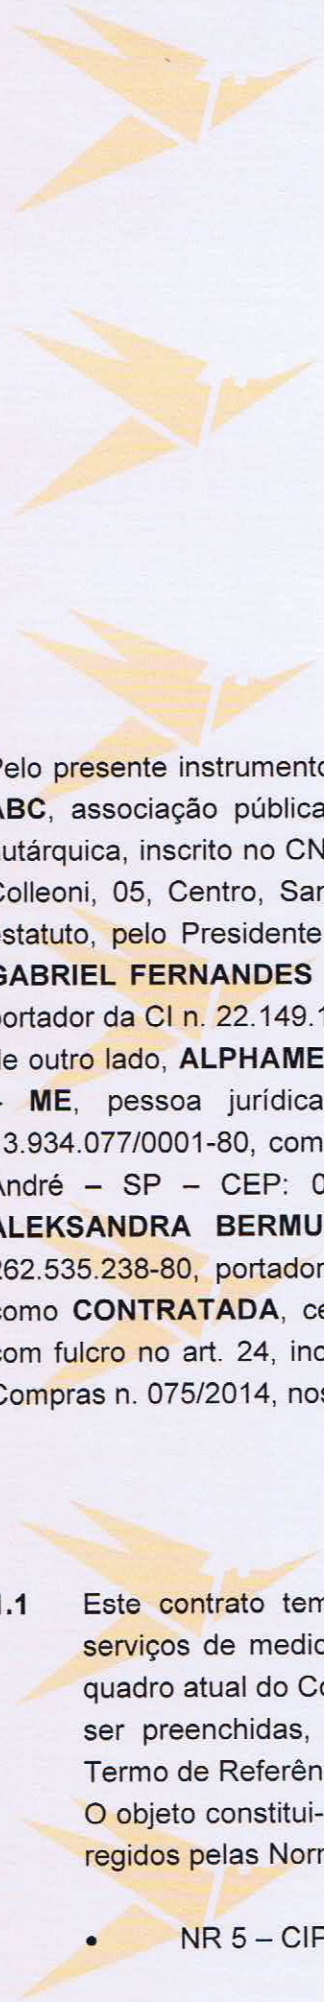 Pelo presente instrumento
ABC, associação pública
autárquica, inscrito no CN
Colleoni, 05, Centro, San
estatuto, pelo Presidente
GABRIEL FERNANDES
portador da CI n. 22.149.1
de outro lado, ALPHAME
– ME, pessoa jurídica
13.934.077/0001-80, com
André – SP – CEP: 0
ALEKSANDRA BERMU
262.535.238-80, portador
como CONTRATADA, ce
com fulcro no art. 24, inc
Compras n. 075/2014, nos
1.1 Este contrato tem
serviços de medic
quadro atual do Co
ser preenchidas,
Termo de Referên
O objeto constitui-
regidos pelas Norm
• NR 5 – CIP